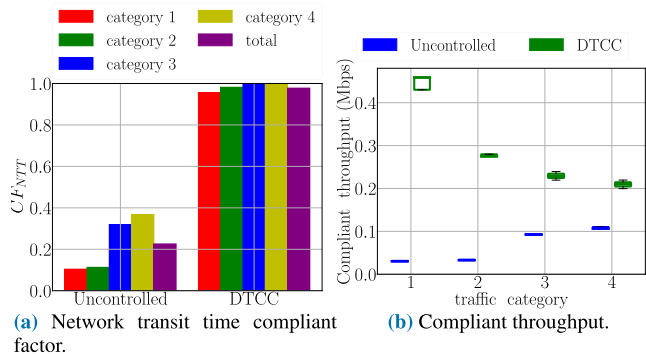 category 1
category 2
category 3
category 4
total
CF_NTT
1.0
0.8
0.6
0.4
0.2
0.0
Uncontrolled
DTCC
(a) Network transit time compliant
factor.
Uncontrolled
DTCC
Compliant throughput (Mbps)
0.4
0.3
0.2
0.1
0.0
1
2
3
4
traffic category
(b) Compliant throughput.